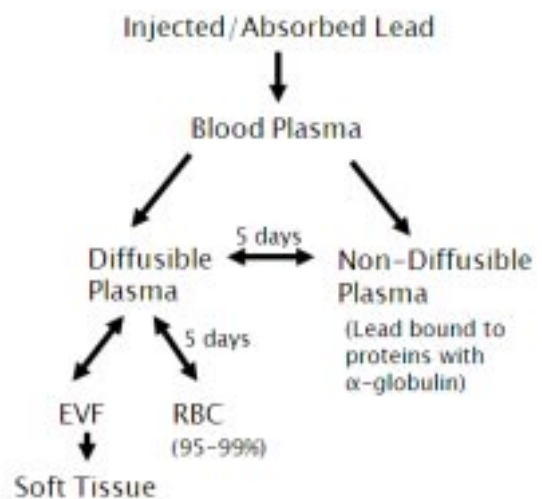 Injected/Absorbed Lead
Blood Plasma
5 days
Diffusible
Plasma
Non-Diffusible
Plasma
(Lead bound to
proteins with
α-globulin)
5 days
EVF
RBC
(95-99%)
Soft Tissue